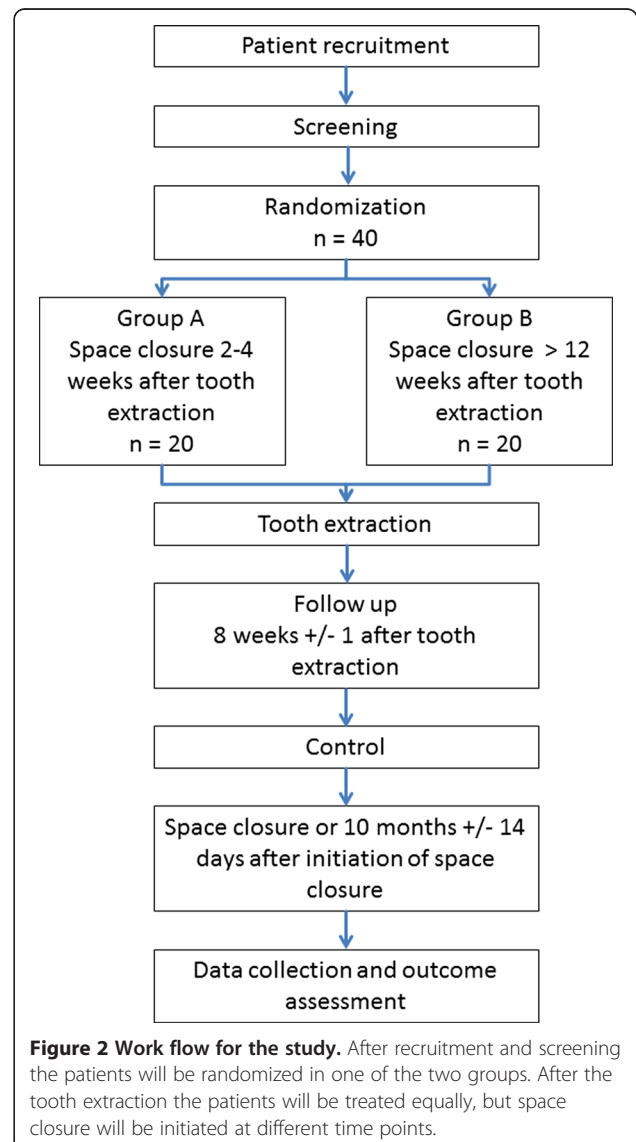 Patient recruitment
Screening
Randomization
n = 40
Group A
Space closure 2-4
weeks after tooth
extraction
n = 20
Group B
Space closure > 12
weeks after tooth
extraction
n = 20
Tooth extraction
Follow up
8 weeks +/- 1 after tooth
extraction
Control
Space closure or 10 months +/- 14
days after initiation of space
closure
Data collection and outcome
assessment
Figure 2 Work flow for the study. After recruitment and screening
the patients will be randomized in one of the two groups. After the
tooth extraction the patients will be treated equally, but space
closure will be initiated at different time points.